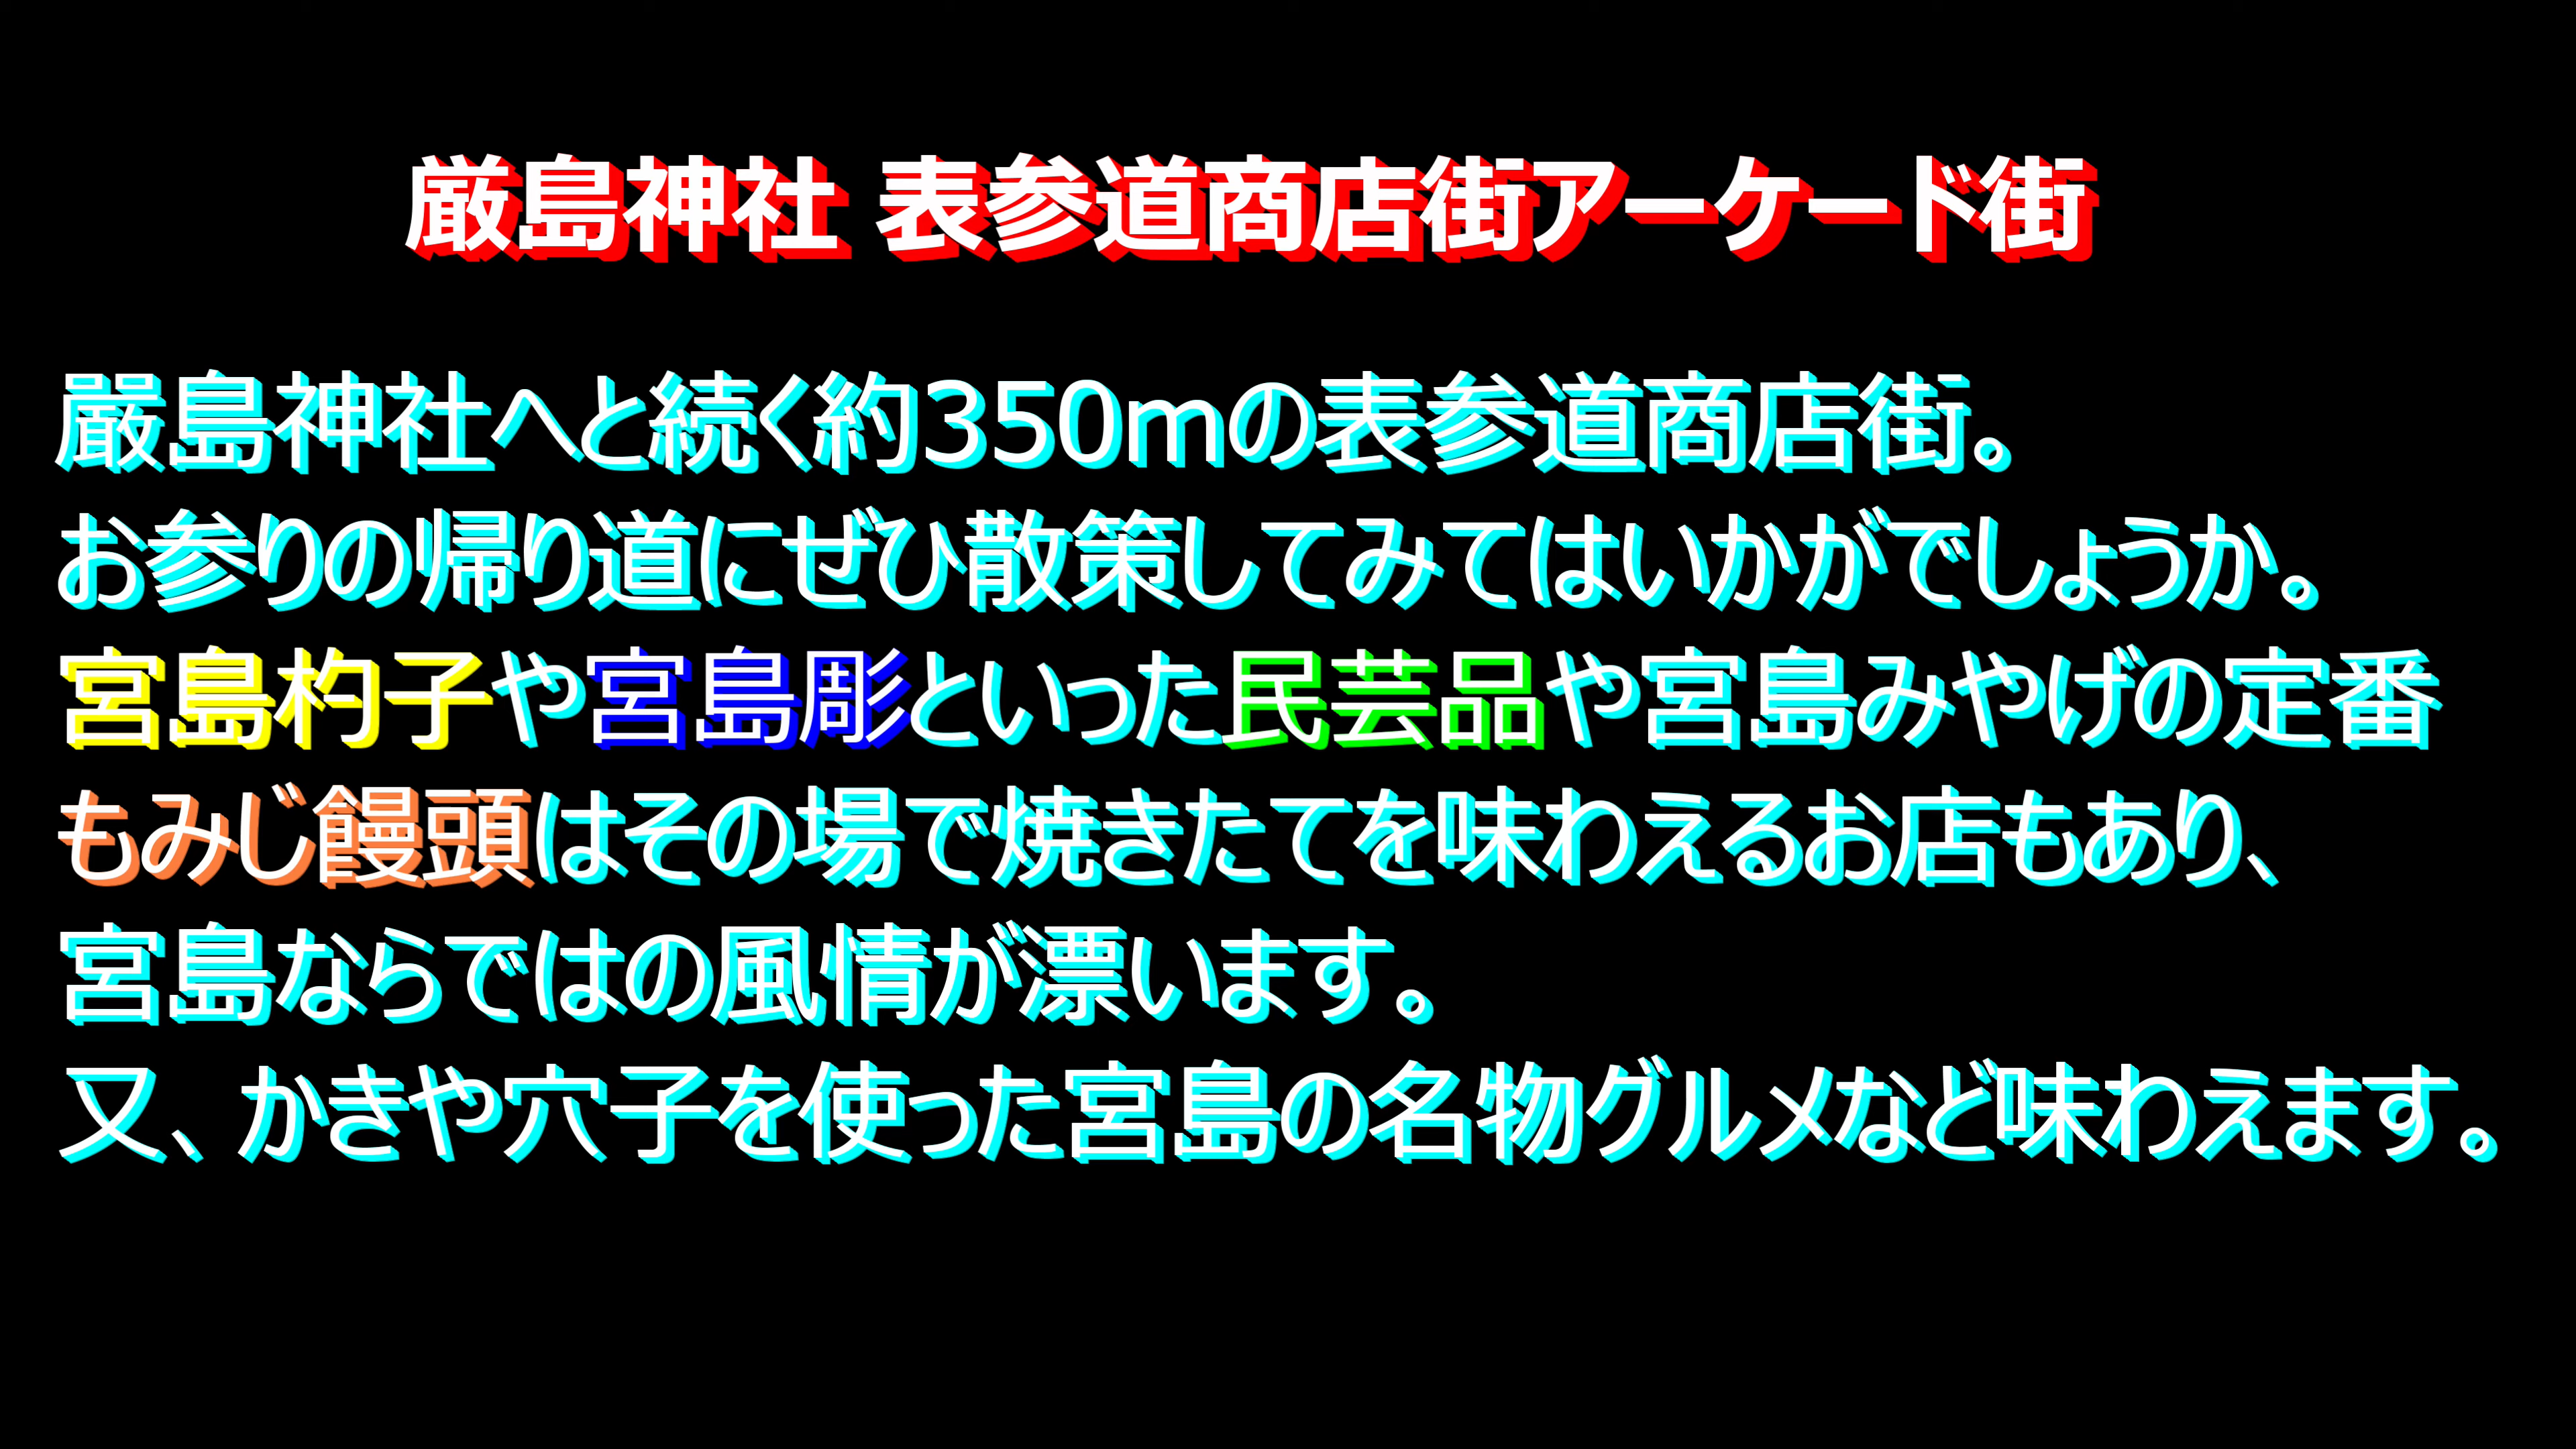 厳島神社 表参道商店街アーケード街
嚴島神社へと続く約350mの表参道商店街。
お参りの帰り道にぜひ散策してみてはいかがでしょうか。
宮島杓子や宮島彫といった民芸品や宮島みやげの定番
もみじ饅頭はその場で焼きたてを味わえるお店もあり、
宮島ならではの風情が漂います。
又、かきや穴子を使った宮島の名物グルメなど味わえます。